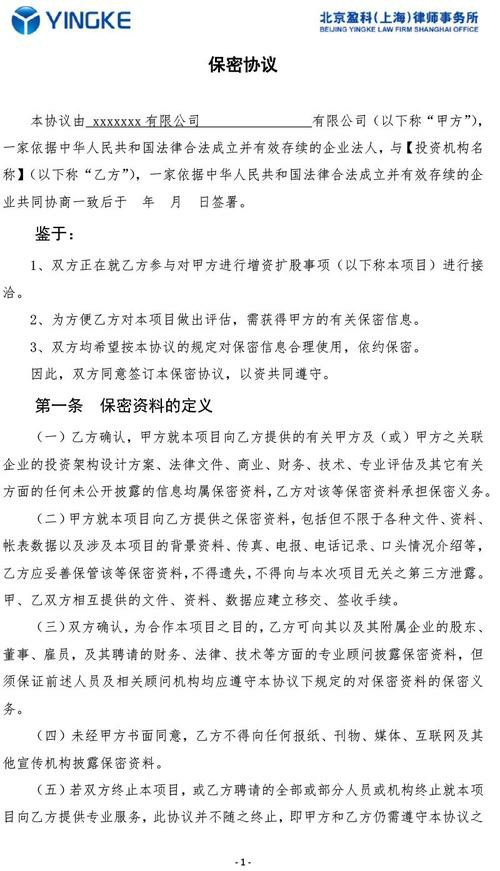 YINGKE
北京盈科(上海)律师事务所
BEIJING YINGKE LAW FIRM SHANGHAI OFFICE
保密协议
本协议由 xxxxxxx 有限公司 有限公司（以下称“甲方”），
一家依据中华人民共和国法律合法成立并有效存续的企业法人，与【投资机构名
称】（以下称“乙方”），一家依据中华人民共和国法律合法成立并有效存续的企
业共同协商一致后于 年 月 日签署。
鉴于：
1、双方正在就乙方参与对甲方进行增资扩股事项（以下称本项目）进行接
洽。
2、为方便乙方对本项目做出评估，需获得甲方的有关保密信息。
3、双方均希望按本协议的规定对保密信息合理使用，依约保密。
因此，双方同意签订本保密协议，以资共同遵守。
第一条 保密资料的定义
（一）乙方确认，甲方就本项目向乙方提供的有关甲方及（或）甲方之关联
企业的投资架构设计方案、法律文件、商业、财务、技术、专业评估及其它有关
方面的任何未公开披露的信息均属保密资料，乙方对该等保密资料承担保密义务。
（二）甲方就本项目向乙方提供之保密资料，包括但不限于各种文件、资料、
帐表数据以及涉及本项目的背景资料、传真、电报、电话记录、口头情况介绍等，
乙方应妥善保管该等保密资料，不得遗失，不得向与本次项目无关之第三方泄露。
甲、乙双方相互提供的文件、资料、数据应建立移交、签收手续。
（三）双方确认，为合作本项目之目的，乙方可向其以及其附属企业的股东、
董事、雇员，及其聘请的财务、法律、技术等方面的专业顾问披露保密资料，但
须保证前述人员及相关顾问机构均应遵守本协议下规定的对保密资料的保密义
务。
（四）未经甲方书面同意，乙方不得向任何报纸、刊物、媒体、互联网及其
他宣传机构披露保密资料。
（五）若双方终止本项目，或乙方聘请的全部或部分人员或机构终止就本项
目向乙方提供专业服务，此协议并不随之终止，即甲方和乙方仍需遵守本协议之
- 1 -